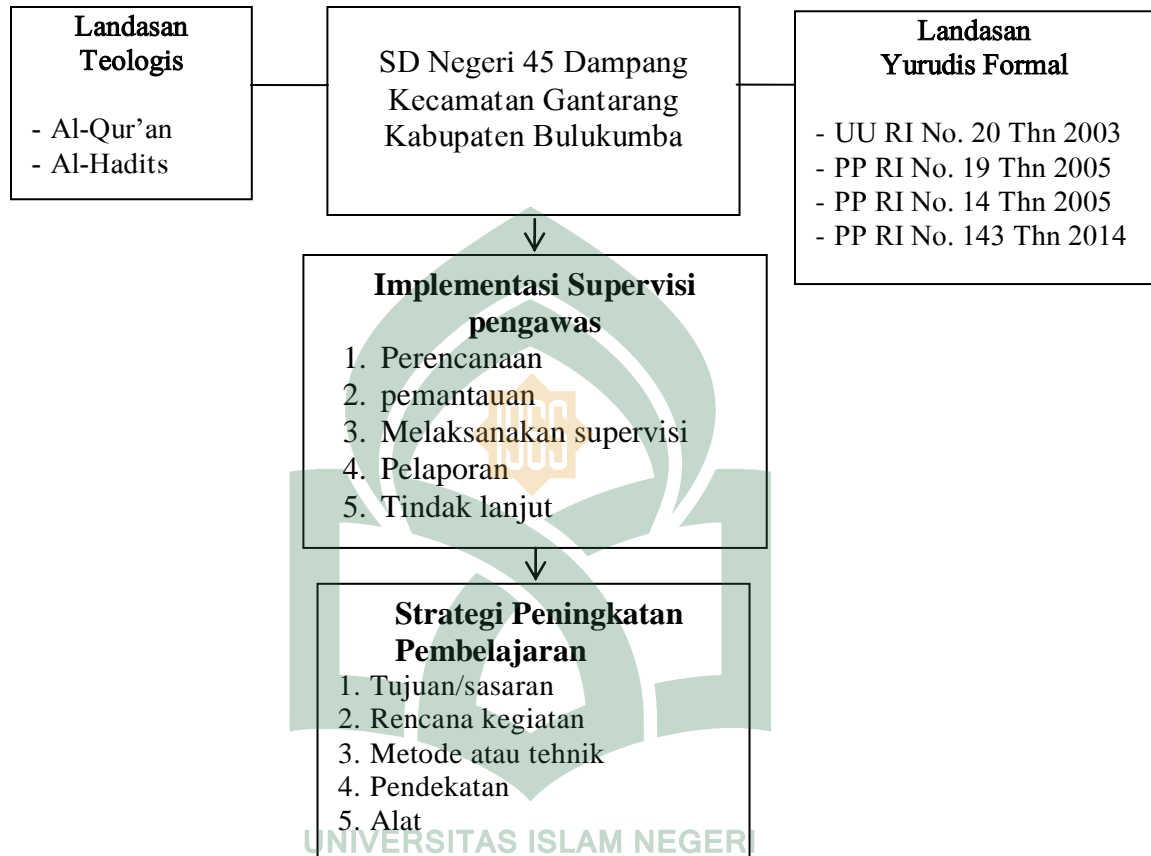 Landasan
Teologis
- Al-Qur’an
- Al-Hadits
SD Negeri 45 Dampang
Kecamatan Gantarang
Kabupaten Bulukumba
Landasan
Yurudis Formal
- UU RI No. 20 Thn 2003
- PP RI No. 19 Thn 2005
- PP RI No. 14 Thn 2005
- PP RI No. 143 Thn 2014
Implementasi Supervisi
pengawas
1. Perencanaan
2. pemantauan
3. Melaksanakan supervisi
4. Pelaporan
5. Tindak lanjut
Strategi Peningkatan
Pembelajaran
1. Tujuan/sasaran
2. Rencana kegiatan
3. Metode atau tehnik
4. Pendekatan
5. Alat
UNIVERSITAS ISLAM NEGERI